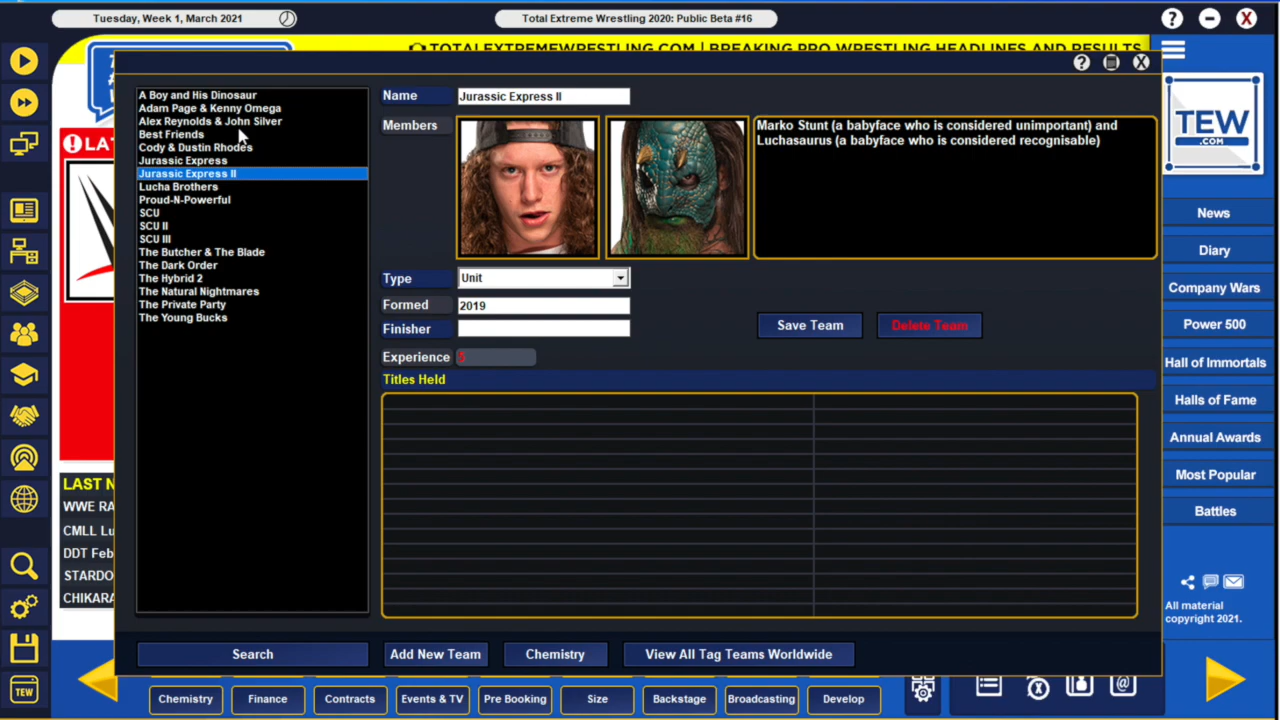 Tuesday, Week 1, March 2021
Total Extreme Wrestling 2020: Public Beta #16
TOTALEXTREMEWRESTLING.COM | BREAKING PRO WRESTLING HEADLINES AND RESULTS
A Boy and His Dinosaur
Adam Page & Kenny Omega
Alex Reynolds & John Silver
Best Friends
Cody & Dustin Rhodes
Jurassic Express
Jurassic Express II
Lucha Brothers
Proud-N-Powerful
SCU
SCU II
SCU III
The Butcher & The Blade
The Dark Order
The Hybrid 2
The Natural Nightmares
The Private Party
The Young Bucks
Name
Jurassic Express II
Members
Marko Stunt (a babyface who is considered unimportant) and
Luchasaurus (a babyface who is considered recognisable)
Type
Unit
Formed
2019
Finisher
Save Team
Delete Team
Experience
5
Titles Held
Search
Add New Team
Chemistry
View All Tag Teams Worldwide
LAT
LAST N
WWE RA
CMLL Lu
DDT Feb
STARDO
CHIKARA
TEW
.COM
News
Diary
Company Wars
Power 500
Hall of Immortals
Halls of Fame
Annual Awards
Most Popular
Battles
All material
copyright 2021.
TEW
Chemistry
Finance
Contracts
Events & TV
Pre Booking
Size
Backstage
Broadcasting
Develop